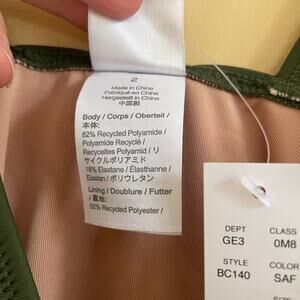 2
Made in China
Fabriqué en Chine
Hergestellt in China
中国製
Body / Corps / Oberteil /
本体:
82% Recycled Polyamide /
Polyamide Recyclé /
Recyceltes Polyamid / リ
サイクルポリアミド
18% Elastane / Élasthanne /
Elastan / ポリウレタン
Lining / Doublure / Futter
/ 裏地:
92% Recycled Polyester /
DEPT
CLASS
GE3
0M8
STYLE
COLOR
BC140
SAF